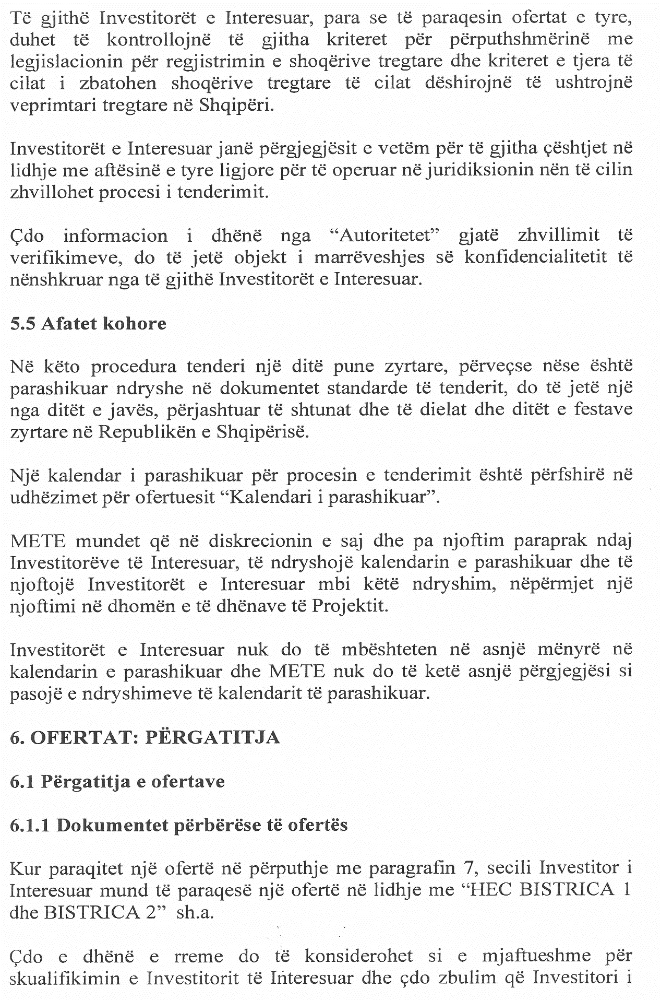 Të gjithë Investitorët e Interesuar, para se të paraqesin ofertat e tyre,
duhet të kontrollojnë të gjitha kriteret për përputhshmërinë me
legjislacionin për regjistrimin e shoqërive tregtare dhe kriteret e tjera të
cilat i zbatohen shoqërive tregtare të cilat dëshirojnë të ushtrojnë
veprimtari tregtare në Shqipëri.
Investitorët e Interesuar janë përgjegjësit e vetëm për të gjitha çështjet në
lidhje me aftësinë e tyre ligjore për të operuar në juridiksionin nën të cilin
zhvillohet procesi i tenderimit.
Çdo informacion i dhënë nga “Autoritetet” gjatë zhvillimit të
verifikimeve, do të jetë objekt i marrëveshjes së konfidencialitetit të
nënshkruar nga të gjithë Investitorët e Interesuar.
5.5 Afatet kohore
Në këto procedura tenderi një ditë pune zyrtare, përveçse nëse është
parashikuar ndryshe në dokumentet standarde të tenderit, do të jetë një
nga ditët e javës, përjashtuar të shtunat dhe të dielat dhe ditët e festave
zyrtare në Republikën e Shqipërisë.
Një kalendar i parashikuar për procesin e tenderimit është përfshirë në
udhëzimet për ofertuesit “Kalendari i parashikuar”.
METE mundet që në diskrecionin e saj dhe pa njoftim paraprak ndaj
Investitorëve të Interesuar, të ndryshojë kalendarin e parashikuar dhe të
njoftojë Investitorët e Interesuar mbi këtë ndryshim, nëpërmjet një
njoftimi në dhomën e të dhënave të Projektit.
Investitorët e Interesuar nuk do të mbështeten në asnjë mënyrë në
kalendarin e parashikuar dhe METE nuk do të ketë asnjë përgjegjësi si
pasojë e ndryshimeve të kalendarit të parashikuar.
6. OFERTAT: PËRGATITJA
6.1 Përgatitja e ofertave
6.1.1 Dokumentet përbërëse të ofertës
Kur paraqitet një ofertë në përputhje me paragrafin 7, secili Investitor i
Interesuar mund të paraqesë një ofertë në lidhje me “HEC BISTRICA 1
dhe BISTRICA 2” sh.a.
Çdo e dhënë e rreme do të konsiderohet si e mjaftueshme për
skualifikimin e Investitorit të Interesuar dhe çdo zbulim që Investitori i